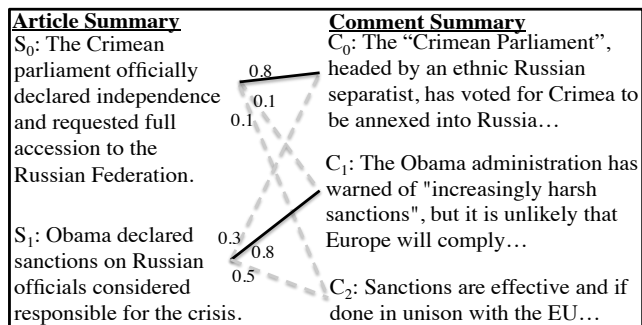 Article Summary
S0: The Crimean
parliament officially
declared independence
and requested full
accession to the
Russian Federation.
S1: Obama declared
sanctions on Russian
officials considered
responsible for the crisis.
0.8
0.1
0.1
0.3
0.8
0.5
Comment Summary
C0: The “Crimean Parliament”,
headed by an ethnic Russian
separatist, has voted for Crimea to
be annexed into Russia…
C1: The Obama administration has
warned of "increasingly harsh
sanctions", but it is unlikely that
Europe will comply…
C2: Sanctions are effective and if
done in unison with the EU…